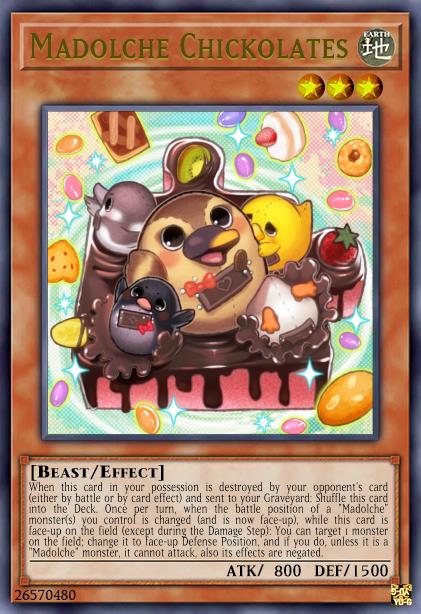 MADOLCHE CHICKOLATES
EARTH
地
[BEAST/EFFECT]
When this card in your possession is destroyed by your opponent's card
(either by battle or by card effect) and sent to your Graveyard: Shuffle this card
into the Deck. Once per turn, when the battle position of a "Madolche"
monster(s) you control is changed (and is now face-up), while this card is
face-up on the field (except during the Damage Step): You can target 1 monster
on the field; change it to face-up Defense Position, and if you do, unless it is a
"Madolche" monster, it cannot attack, also its effects are negated.
ATK/ 800 DEF/1500
26570480